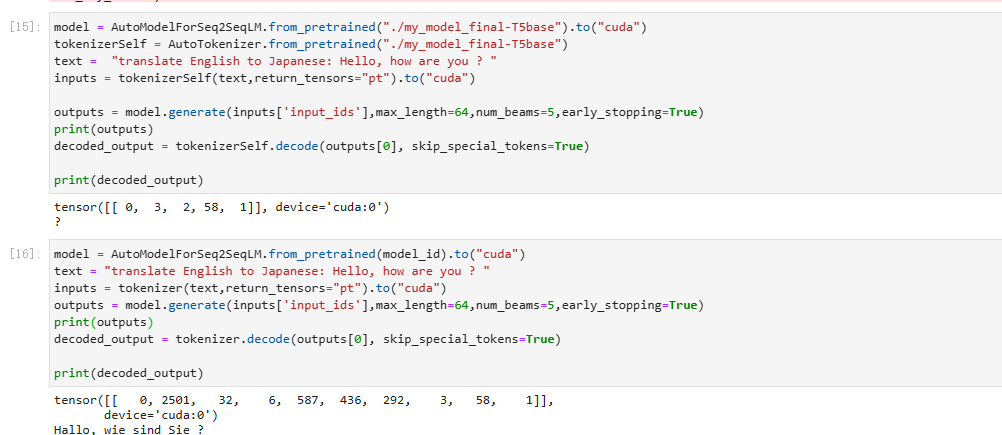 [15]: model = AutoModelForSeq2SeqLM.from_pretrained("./my_model_final-T5base").to("cuda")
tokenizerSelf = AutoTokenizer.from_pretrained("./my_model_final-T5base")
text =  "translate English to Japanese: Hello, how are you ? "
inputs = tokenizerSelf(text,return_tensors="pt").to("cuda")
outputs = model.generate(inputs['input_ids'],max_length=64,num_beams=5,early_stopping=True)
print(outputs)
decoded_output = tokenizerSelf.decode(outputs[0], skip_special_tokens=True)
print(decoded_output)
tensor([[ 0,  3,  2, 58,  1]], device='cuda:0')
?
[16]: model = AutoModelForSeq2SeqLM.from_pretrained(model_id).to("cuda")
text = "translate English to Japanese: Hello, how are you ? "
inputs = tokenizer(text,return_tensors="pt").to("cuda")
outputs = model.generate(inputs['input_ids'],max_length=64,num_beams=5,early_stopping=True)
print(outputs)
decoded_output = tokenizer.decode(outputs[0], skip_special_tokens=True)
print(decoded_output)
tensor([[   0, 2501,   32,    6,  587,  436,  292,    3,   58,    1]],
device='cuda:0')
Hallo, wie sind Sie ?